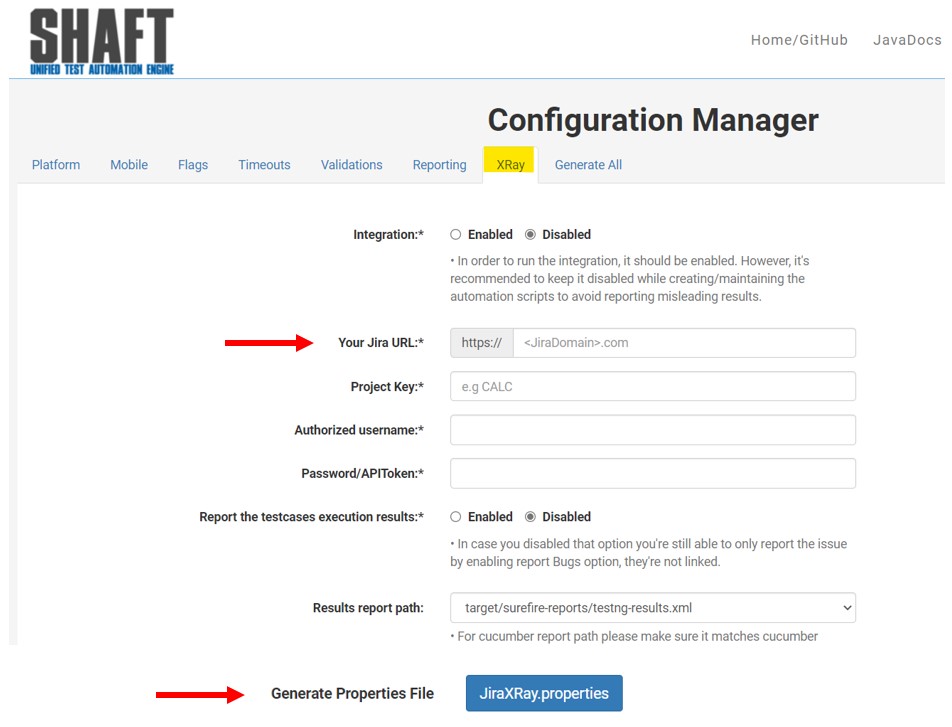 SHAFT
UNIFIED TEST AUTOMATION ENGINE
Home/GitHub JavaDocs
Configuration Manager
Platform Mobile Flags Timeouts Validations Reporting XRay Generate All
Integration:* Enabled Disabled
• In order to run the integration, it should be enabled. However, it's
recommended to keep it disabled while creating/maintaining the
automation scripts to avoid reporting misleading results.
Your Jira URL:* https:// <JiraDomain>.com
Project Key:* e.g CALC
Authorized username:*
Password/APIToken:*
Report the testcases execution results:* Enabled Disabled
• In case you disabled that option you're still able to only report the issue
by enabling report Bugs option, they're not linked.
Results report path: target/surefire-reports/testng-results.xml
• For cucumber report path please make sure it matches cucumber
Generate Properties File JiraXRay.properties